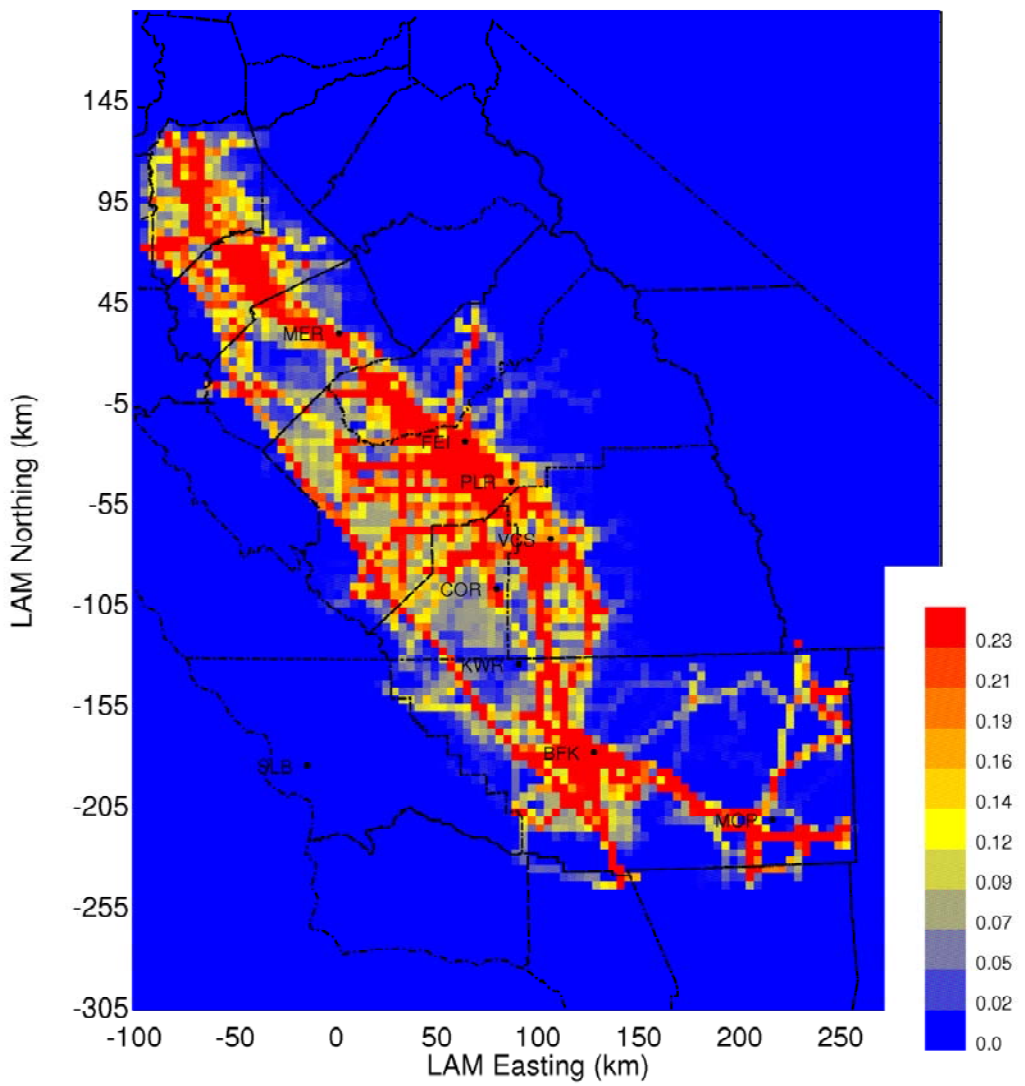 LAM Northing (km)
145
95
45
-5
-55
-105
-155
-205
-255
-305
MER
FEI
PLR
VCS
COR
KWR
BFK
SLB
MOP
0.23
0.21
0.19
0.16
0.14
0.12
0.09
0.07
0.05
0.02
0.0
-100 -50 0 50 100 150 200 250
LAM Easting (km)